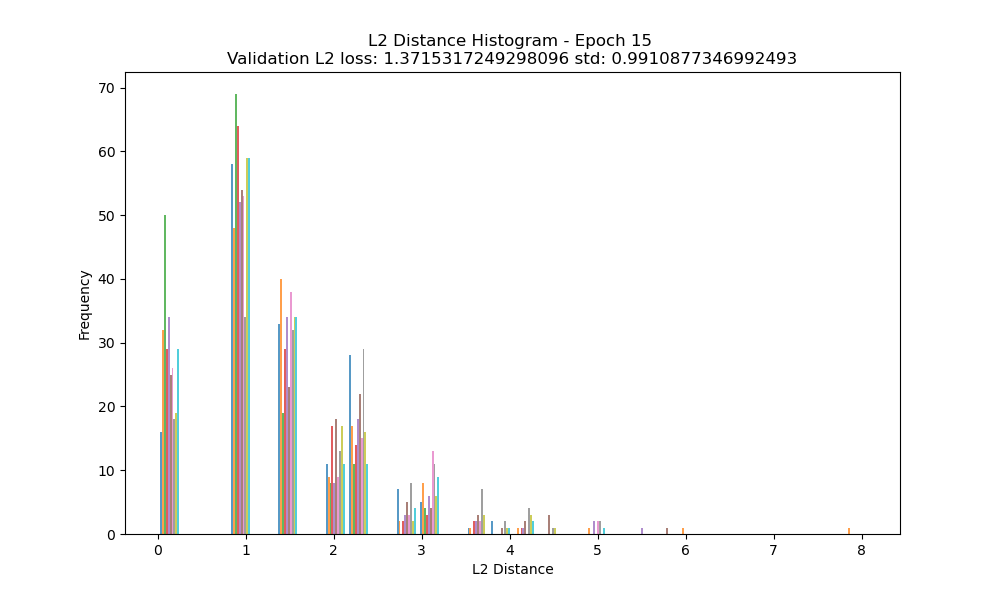 L2 Distance Histogram - Epoch 15
Validation L2 loss: 1.3715317249298096 std: 0.9910877346992493
70
60
50
40
30
20
10
0
Frequency
0 1 2 3 4 5 6 7 8
L2 Distance